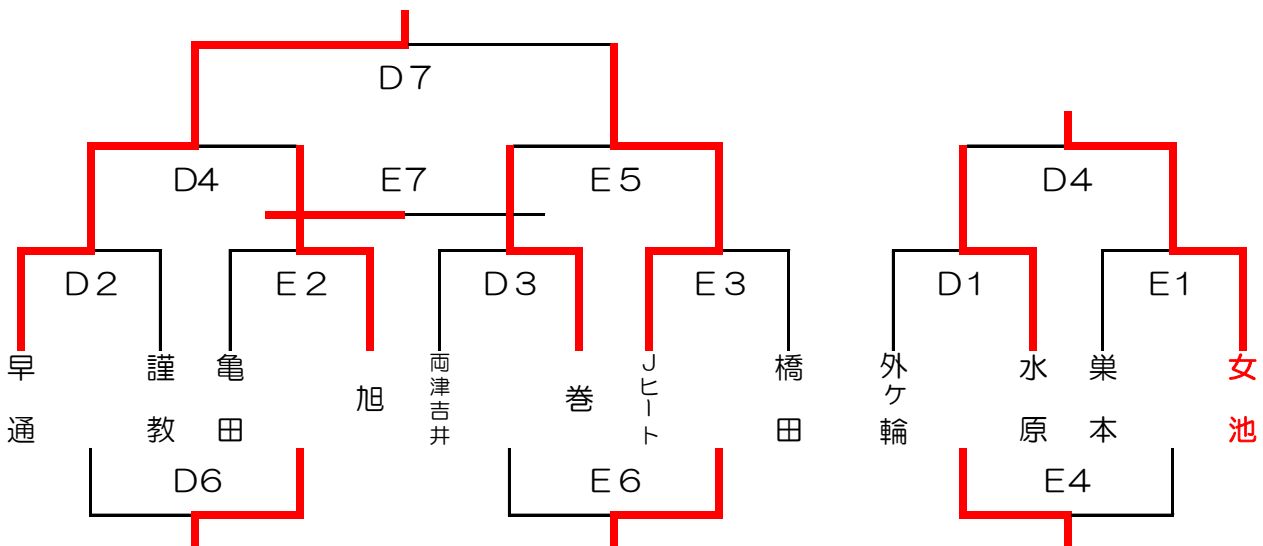 D7
D4
E7
E5
D4
D2
E2
D3
E3
D1
E1
早通
謹教
亀田
旭
両津吉井
巻
Jヒート
橋田
外ケ輪
水原
巣本
女池
D6
E6
E4